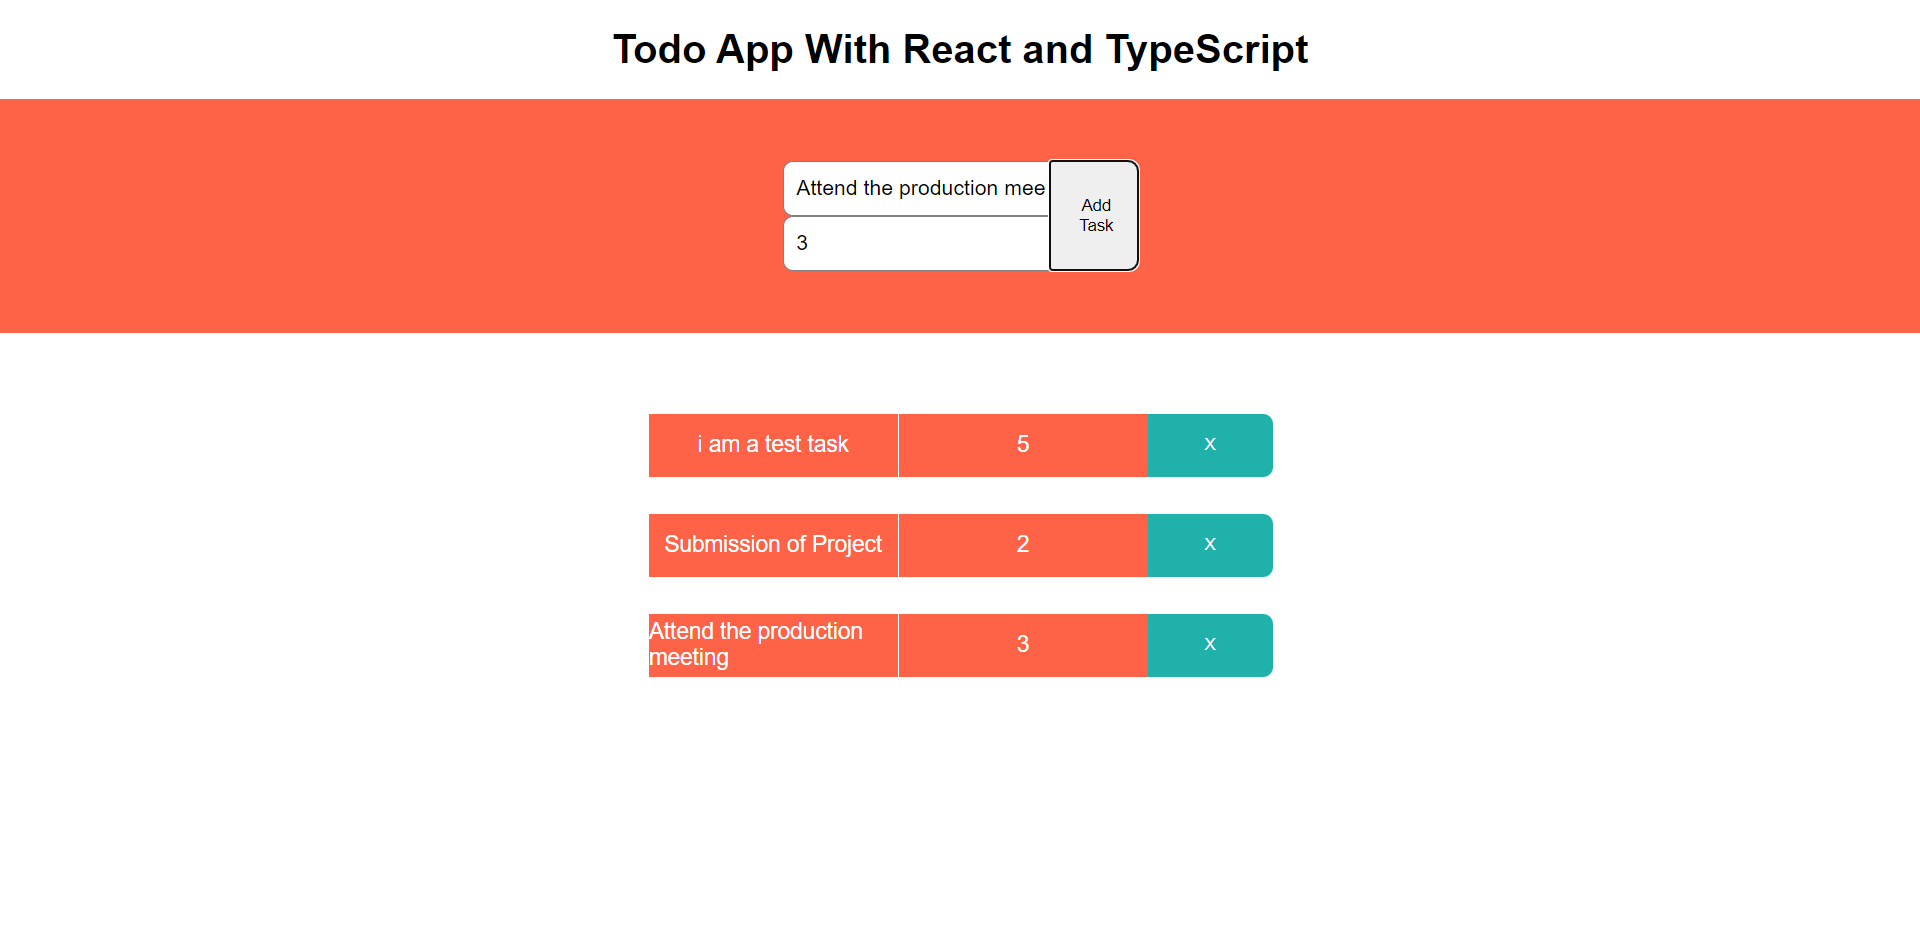 Todo App With React and TypeScript
Attend the production mee
3
Add
Task
i am a test task
5
x
Submission of Project
2
x
Attend the production
meeting
3
x